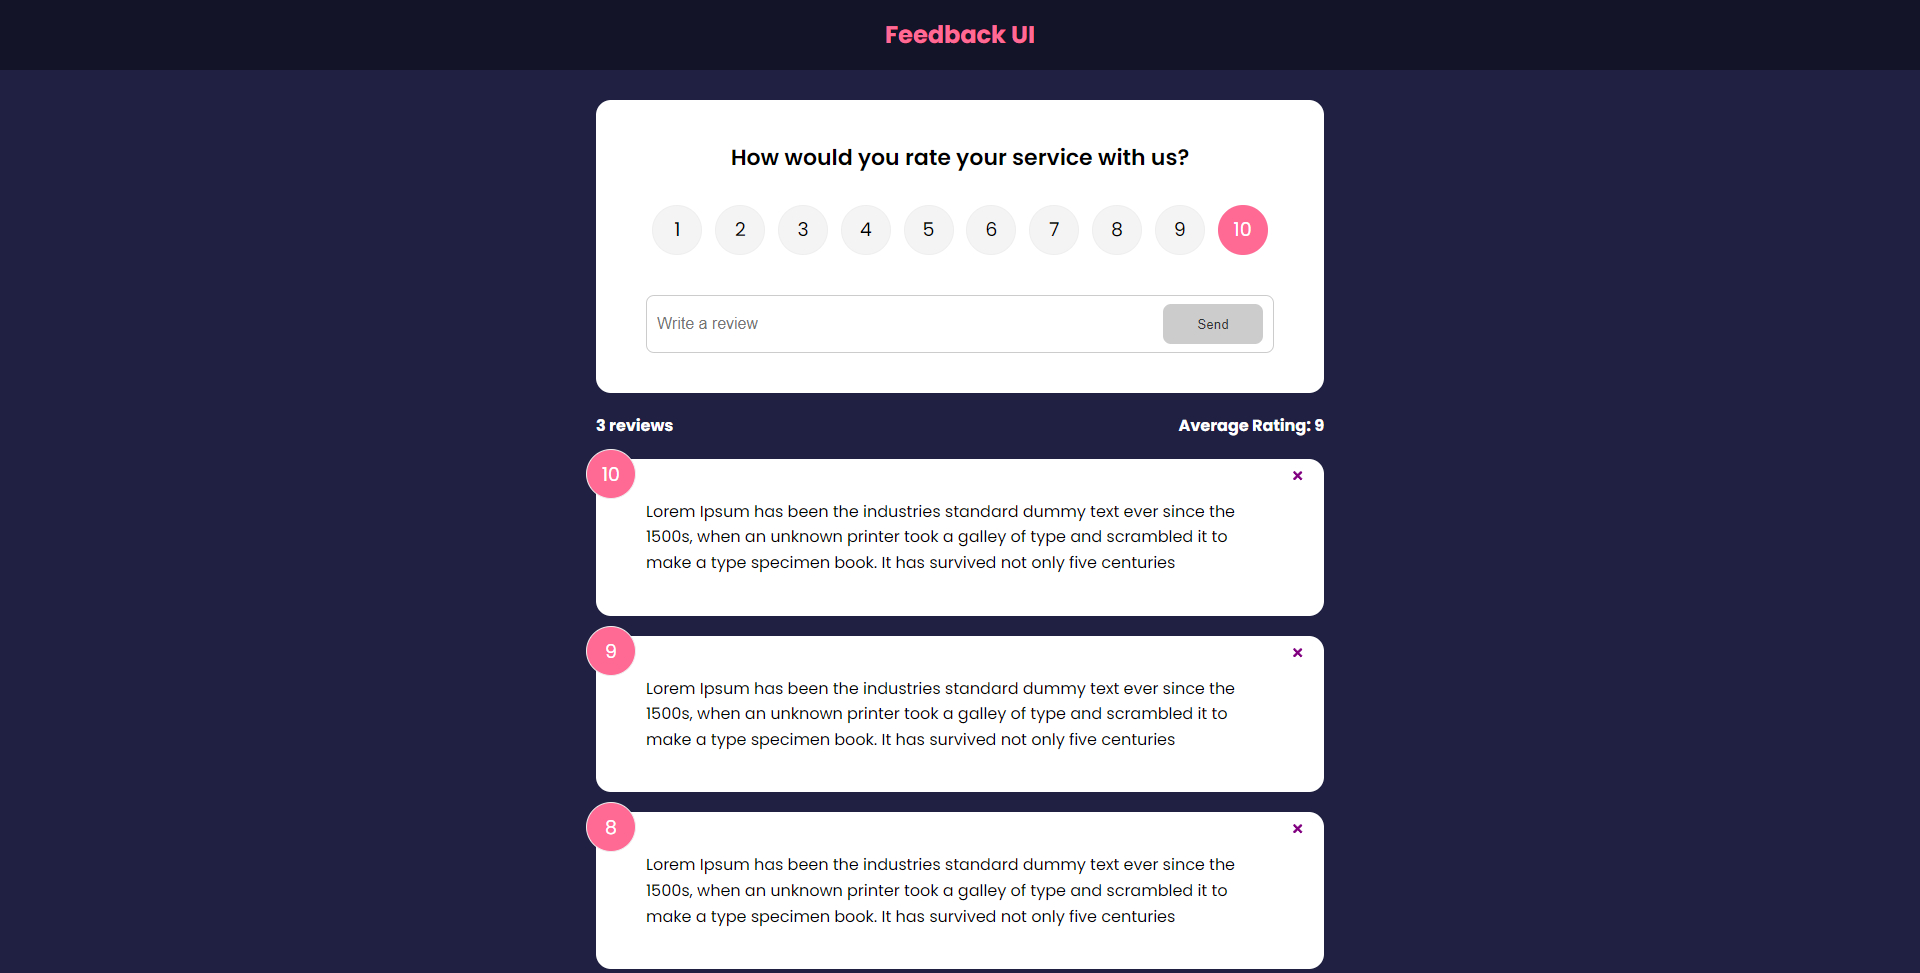 Feedback UI
How would you rate your service with us?
1 2 3 4 5 6 7 8 9 10
Write a review
Send
3 reviews
Average Rating: 9
10
Lorem Ipsum has been the industries standard dummy text ever since the
1500s, when an unknown printer took a galley of type and scrambled it to
make a type specimen book. It has survived not only five centuries
9
Lorem Ipsum has been the industries standard dummy text ever since the
1500s, when an unknown printer took a galley of type and scrambled it to
make a type specimen book. It has survived not only five centuries
8
Lorem Ipsum has been the industries standard dummy text ever since the
1500s, when an unknown printer took a galley of type and scrambled it to
make a type specimen book. It has survived not only five centuries